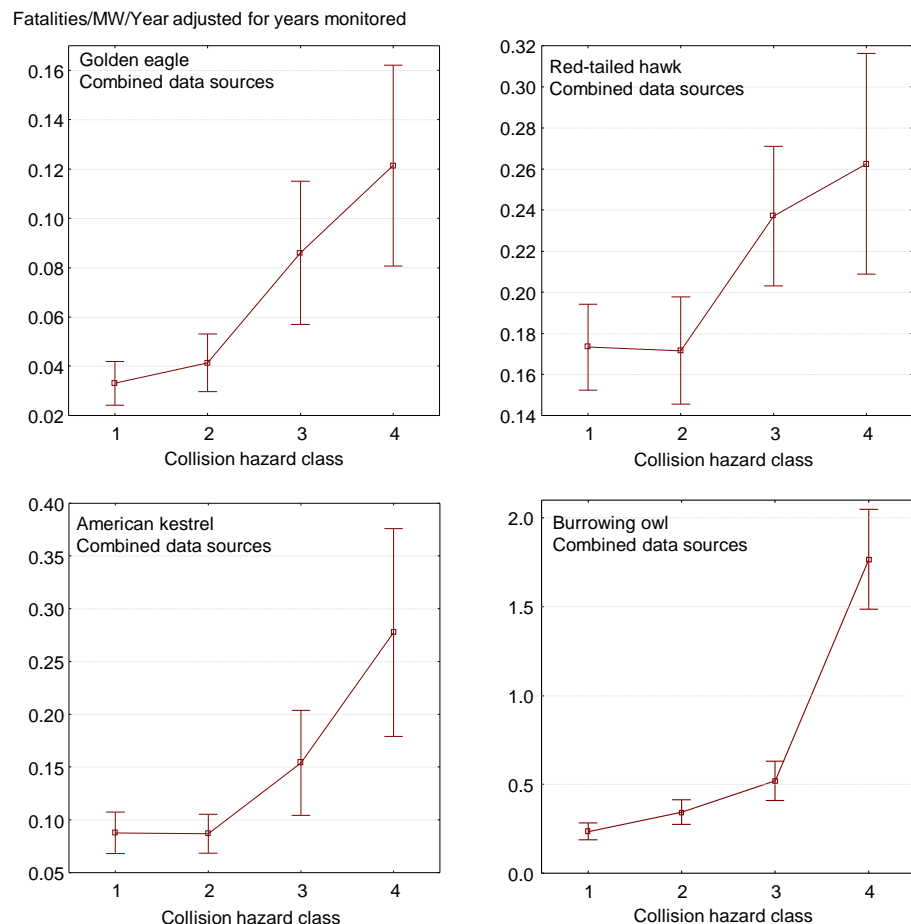 Fatalities/MW/Year adjusted for years monitored
Golden eagle
Combined data sources
0.16
0.12
0.10
0.08
0.06
0.04
0.02
1 2 3 4
Collision hazard class
Red-tailed hawk
Combined data sources
0.32
0.30
0.28
0.26
0.24
0.22
0.20
0.18
0.16
0.14
1 2 3 4
Collision hazard class
American kestrel
Combined data sources
0.40
0.35
0.30
0.25
0.20
0.15
0.10
0.05
1 2 3 4
Collision hazard class
Burrowing owl
Combined data sources
2.0
1.5
1.0
0.5
0.0
1 2 3 4
Collision hazard class